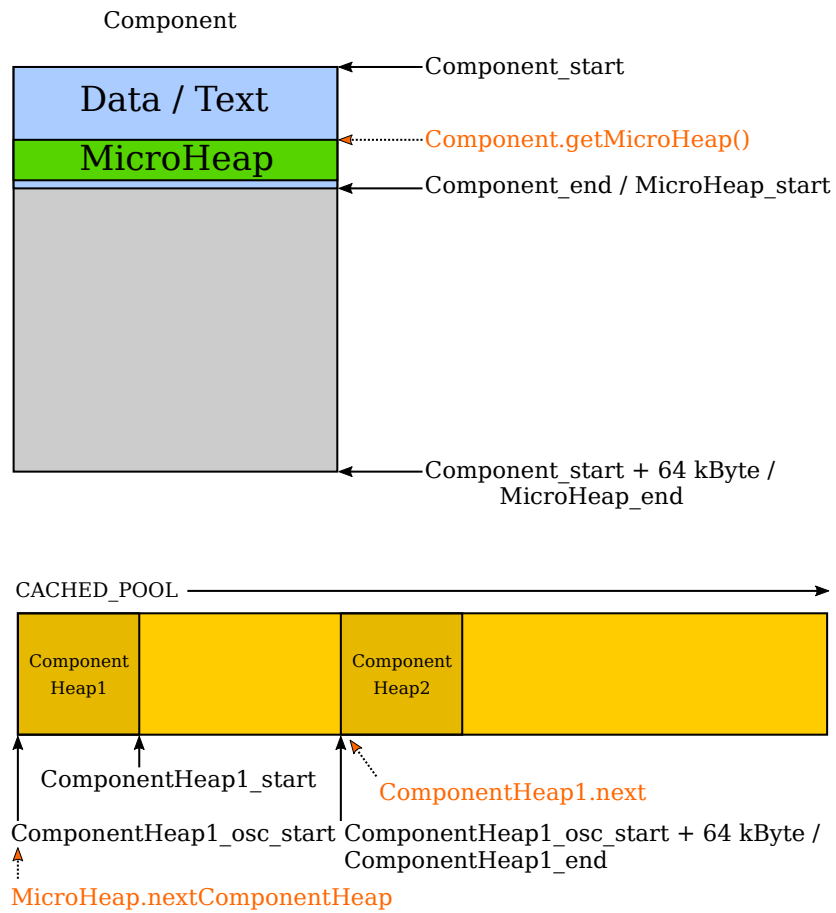 Component
Component_start
Data / Text
Component.getMicroHeap()
MicroHeap
Component_end / MicroHeap_start
Component_start + 64 kByte /
MicroHeap_end
CACHED_POOL
Component
Heap1
Component
Heap2
ComponentHeap1_start
ComponentHeap1.next
ComponentHeap1_osc_start
ComponentHeap1_osc_start + 64 kByte /
ComponentHeap1_end
MicroHeap.nextComponentHeap